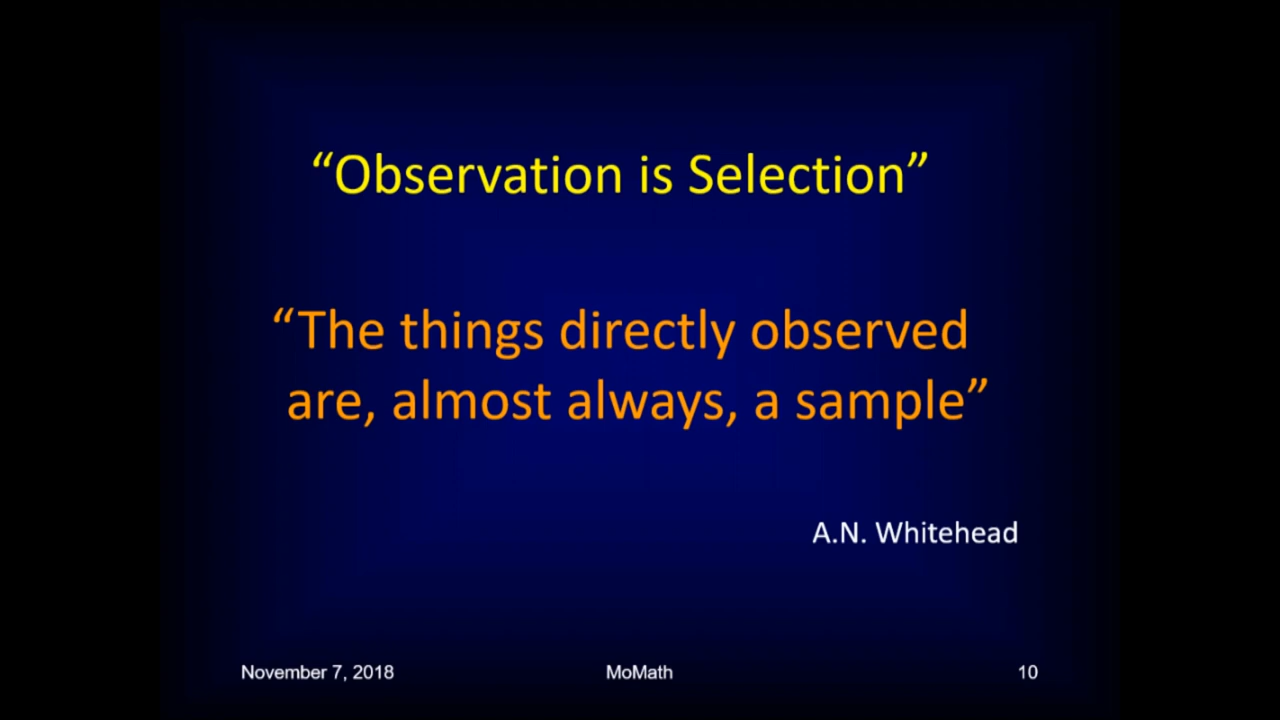 “Observation is Selection”
“The things directly observed
are, almost always, a sample”
A.N. Whitehead
November 7, 2018 MoMath 10